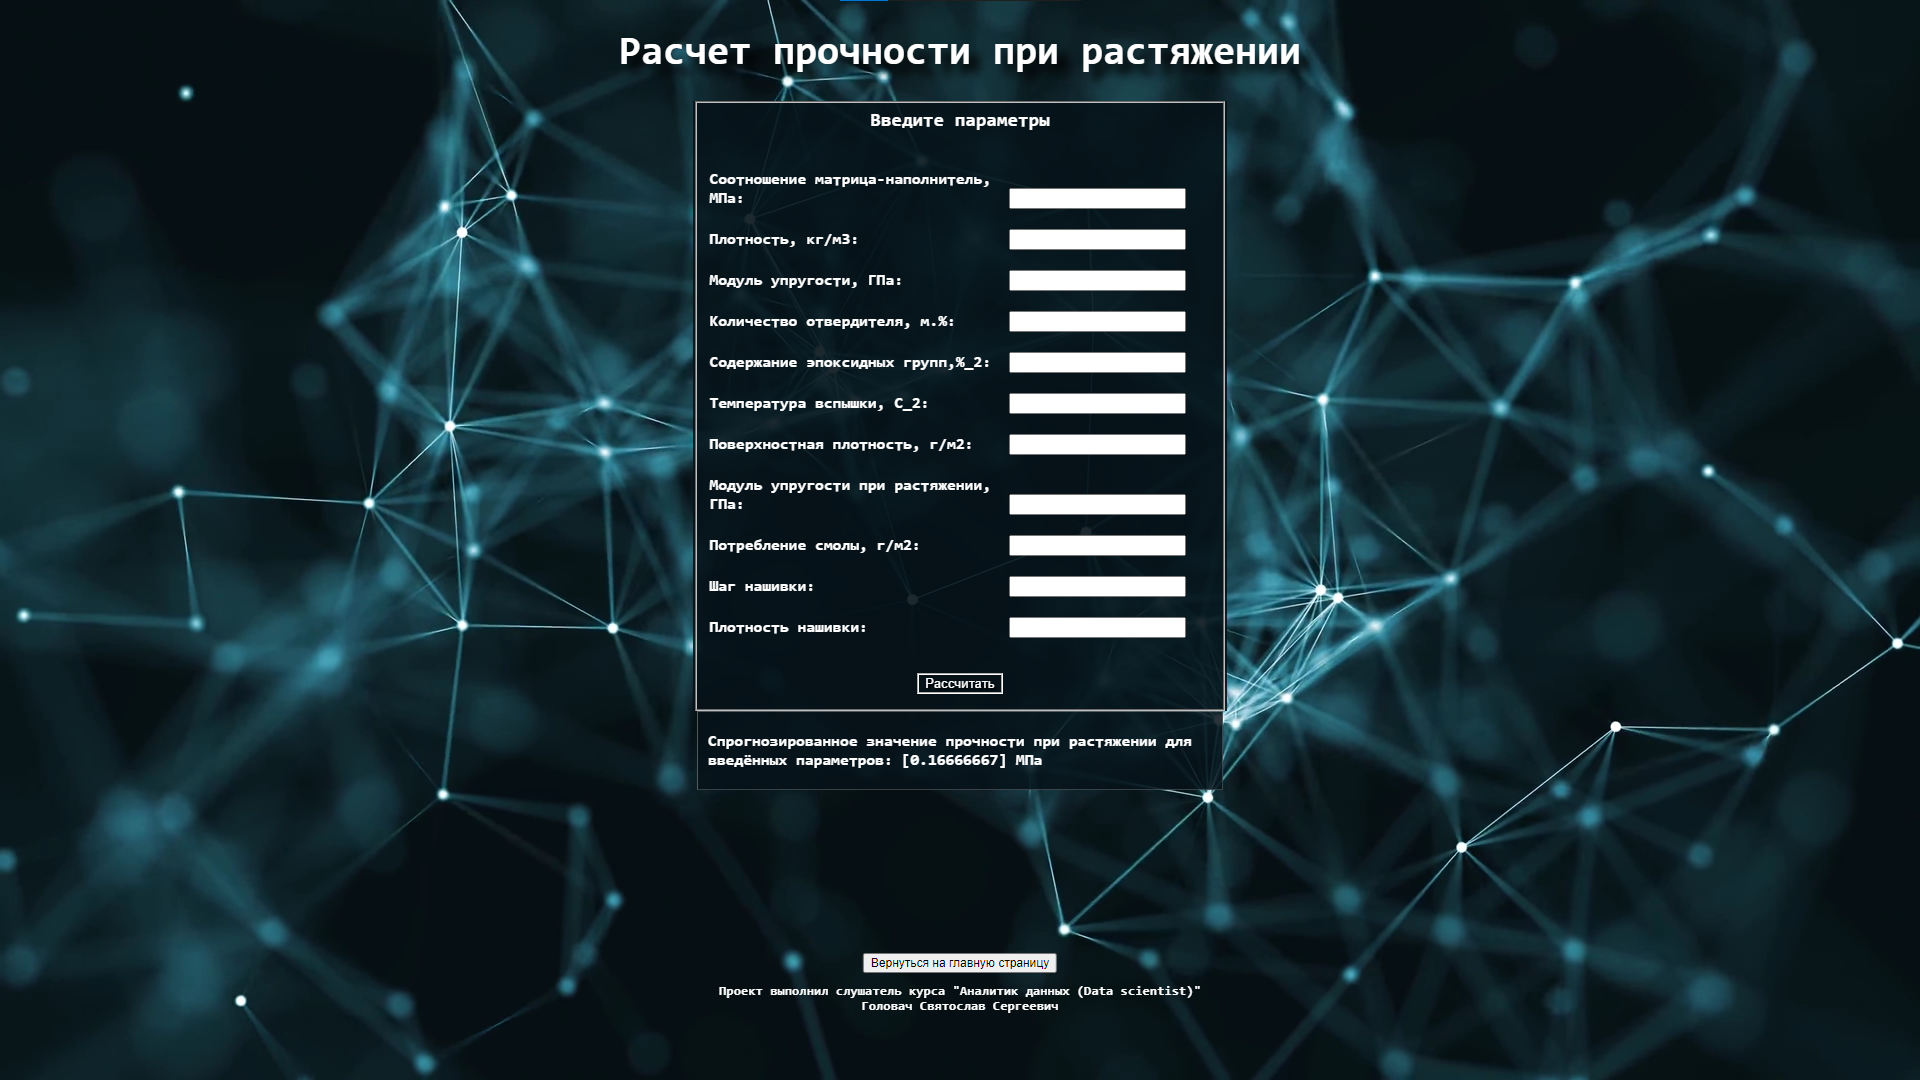 Расчет прочности при растяжении
Введите параметры
Соотношение матрица-наполнитель,
МПа:
Плотность, кг/м3:
Модуль упругости, ГПа:
Количество отвердителя, м.%:
Содержание эпоксидных групп,%_2:
Температура вспышки, С_2:
Поверхностная плотность, г/м2:
Модуль упругости при растяжении,
ГПа:
Потребление смолы, г/м2:
Шаг нашивки:
Плотность нашивки:
Рассчитать
Спрогнозированное значение прочности при растяжении для
введённых параметров: [0.16666667] МПа
Вернуться на главную страницу
Проект выполнил слушатель курса "Аналитик данных (Data scientist)"
Головач Святослав Сергеевич